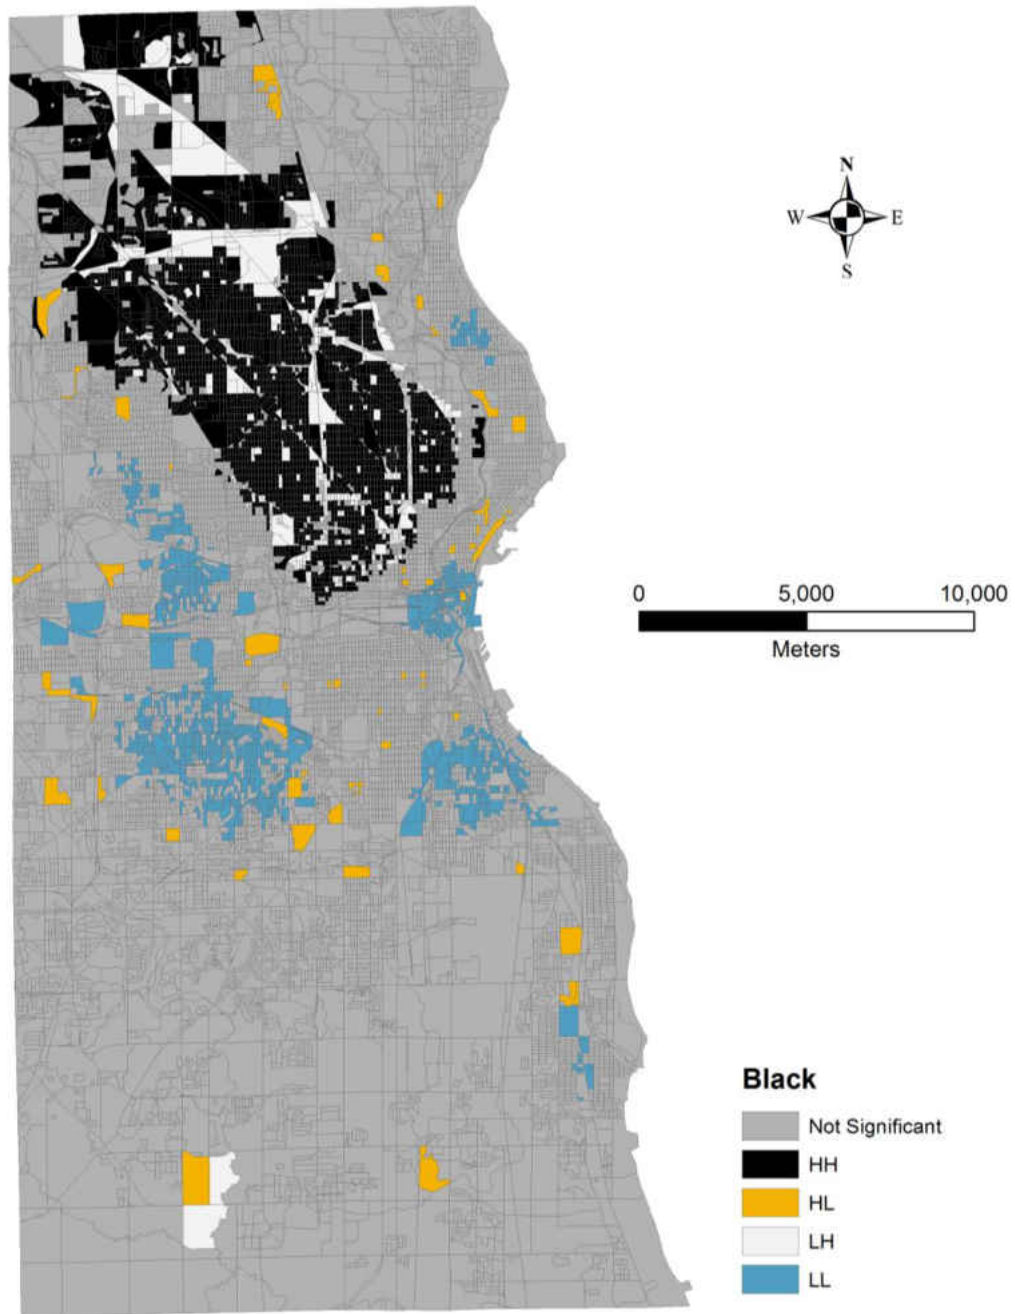 N
W E
S
0 5,000 10,000
Meters
Black
Not Significant
HH
HL
LH
LL